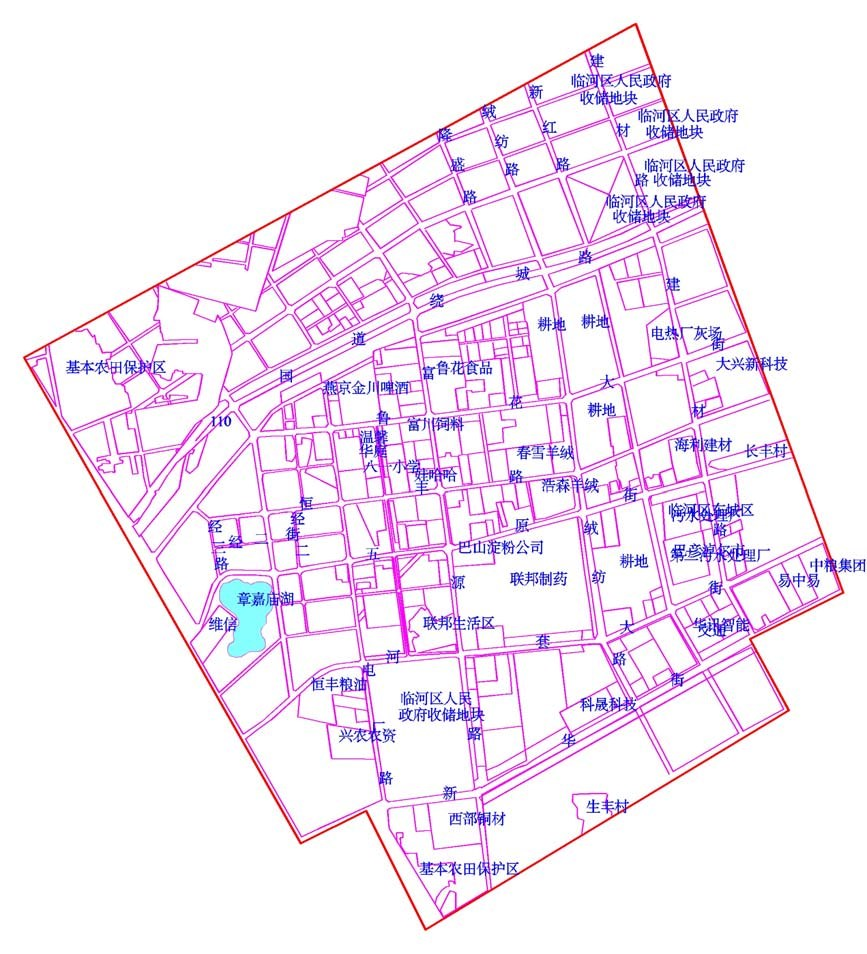 建
临河区人民政府
收储地块
新
绒
隆
临河区人民政府
收储地块
红
材
纺
盛
路
路
临河区人民政府
路 收储地块
路
临河区人民政府
收储地块
路
城
建
绕
耕地
耕地
电热厂灰场
街
道
基本农田保护区
大兴新科技
富
鲁花食品
国
燕京金川啤酒
大
花
耕地
材
110
鲁
富川饲料
温馨
华庭
海利建材
长丰村
春雪羊绒
八一小学
娃哈哈
路
丰
浩森羊绒
街
恒
经
经
街
二
二
经
二
路
二
五
原
绒
临河区东城区
污水处理厂
路
巴山淀粉公司
耕地
第二污水处理厂
中粮集团
源
联邦制药
纺
易中易
街
章嘉庙湖
维信
联邦生活区
大
华讯智能
交通
套
河
路
电
恒丰粮油
街
临河区人民
政府收储地块
科晟科技
厂
兴农农资
路
华
路
新
生丰村
西部铜材
基本农田保护区